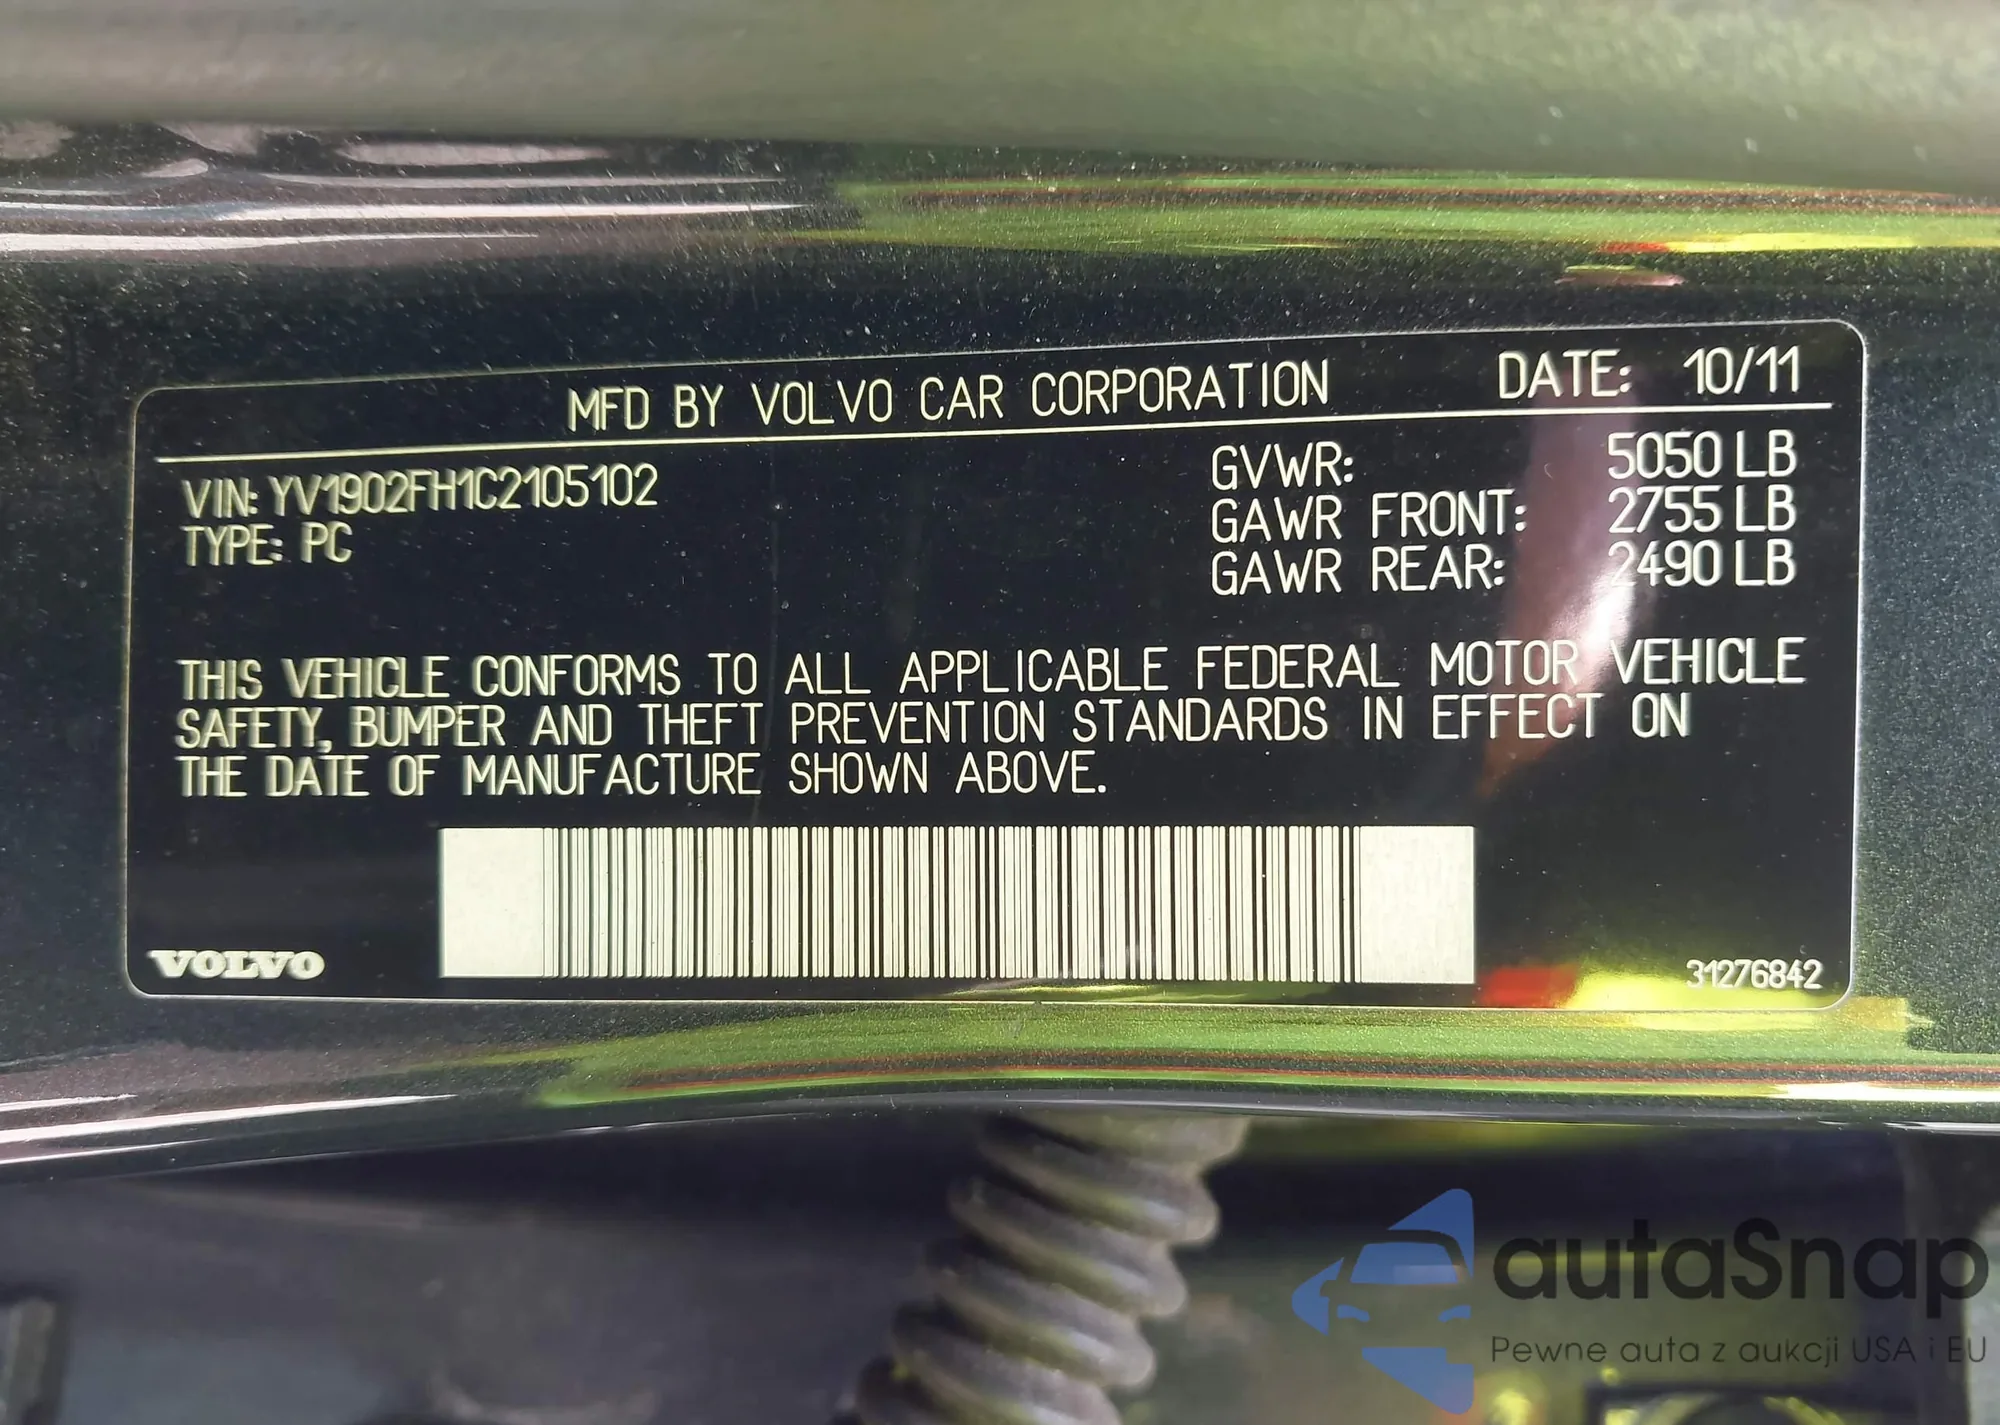 MFD BY VOLVO CAR CORPORATION DATE: 10/11
VIN: YV1902FH1C2105102
TYPE: PC
GVWR: 5050 LB
GAWR FRONT: 2755 LB
GAWR REAR: 2490 LB
THIS VEHICLE CONFORMS TO ALL APPLICABLE FEDERAL MOTOR VEHICLE
SAFETY, BUMPER AND THEFT PREVENTION STANDARDS IN EFFECT ON
THE DATE OF MANUFACTURE SHOWN ABOVE.
VOLVO
31276842
autaSnap
Pewne auta z aukcji USA i EU